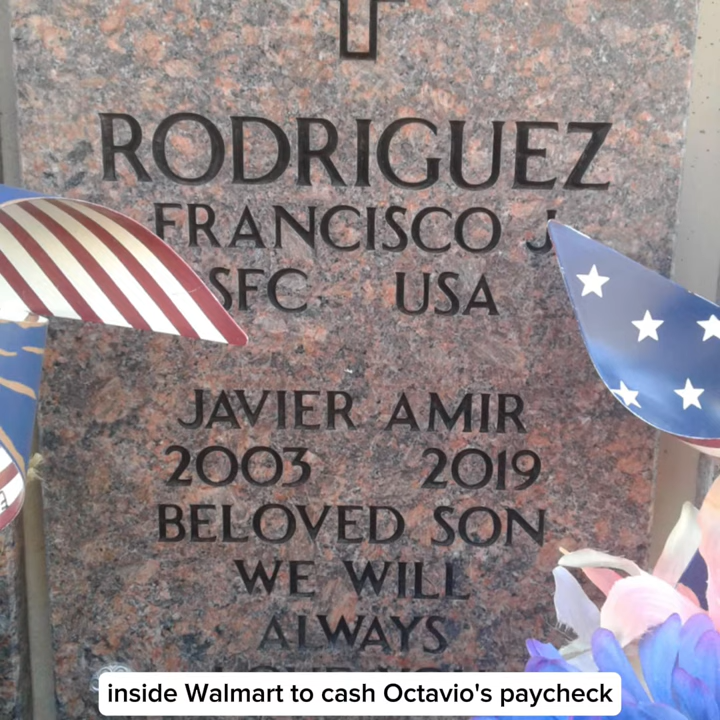 RODRIGUEZ
FRANCISCO J
SFC USA
JAVIER AMIR
2003 2019
BELOVED SON
WE WILL
ALWAYS
inside Walmart to cash Octavio's paycheck